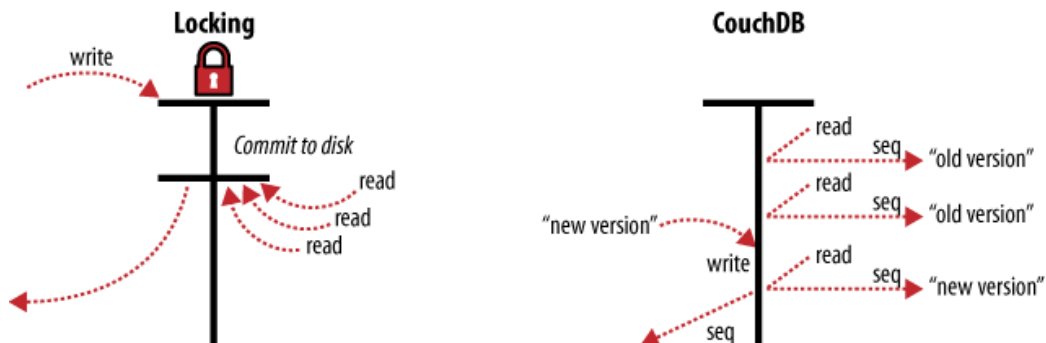 Locking
write
Commit to disk
read
read
read
CouchDB
read
seq
“old version”
read
seq
“old version”
“new version”
write
read
seq
“new version”
seq